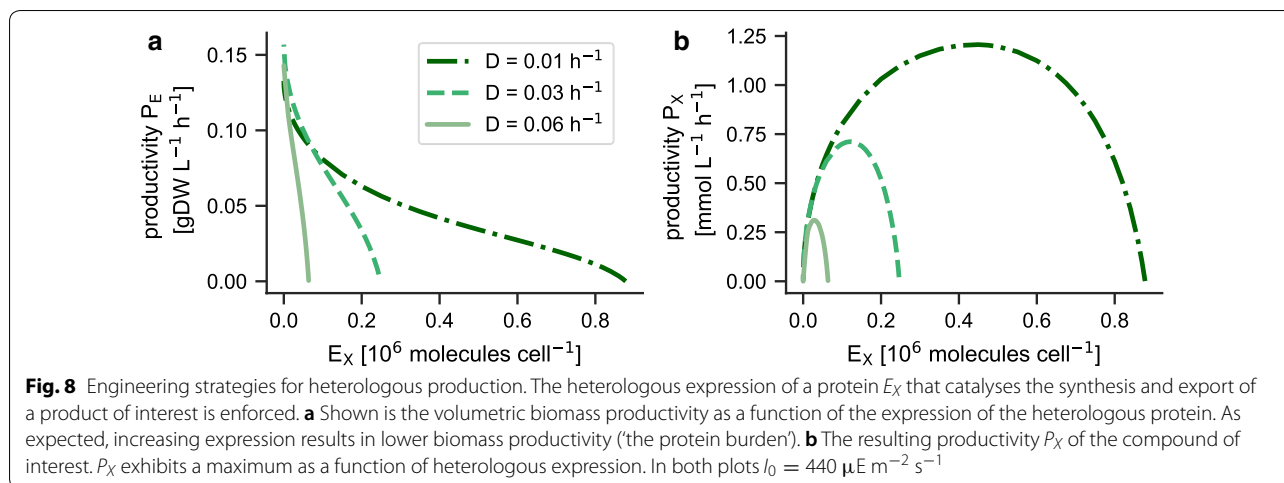 a
productivity P_E
[gDW L⁻¹ h⁻¹]
0.15
0.10
0.05
0.00
D = 0.01 h⁻¹
D = 0.03 h⁻¹
D = 0.06 h⁻¹
0.0 0.2 0.4 0.6 0.8
E_X [10⁶ molecules cell⁻¹]
b
productivity P_X
[mmol L⁻¹ h⁻¹]
1.25
1.00
0.75
0.50
0.25
0.00
0.0 0.2 0.4 0.6 0.8
E_X [10⁶ molecules cell⁻¹]
Fig. 8 Engineering strategies for heterologous production. The heterologous expression of a protein E_X that catalyses the synthesis and export of
a product of interest is enforced. a Shown is the volumetric biomass productivity as a function of the expression of the heterologous protein. As
expected, increasing expression results in lower biomass productivity (‘the protein burden’). b The resulting productivity P_X of the compound of
interest. P_X exhibits a maximum as a function of heterologous expression. In both plots I_0 = 440 μE m⁻² s⁻¹